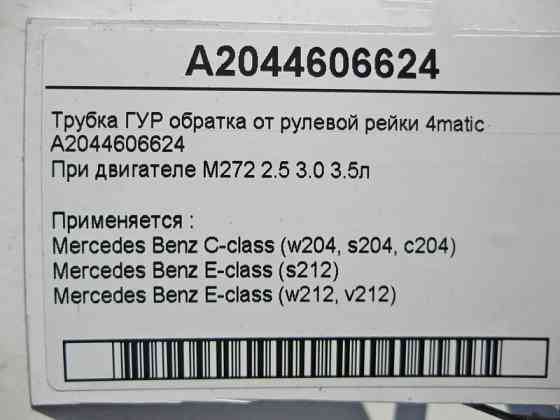 A2044606624
Трубка ГУР обратка от рулевой рейки 4matic
A2044606624
При двигателе M272 2.5 3.0 3.5л
Применяется :
Mercedes Benz C-class (w204, s204, c204)
Mercedes Benz E-class (s212)
Mercedes Benz E-class (w212, v212)